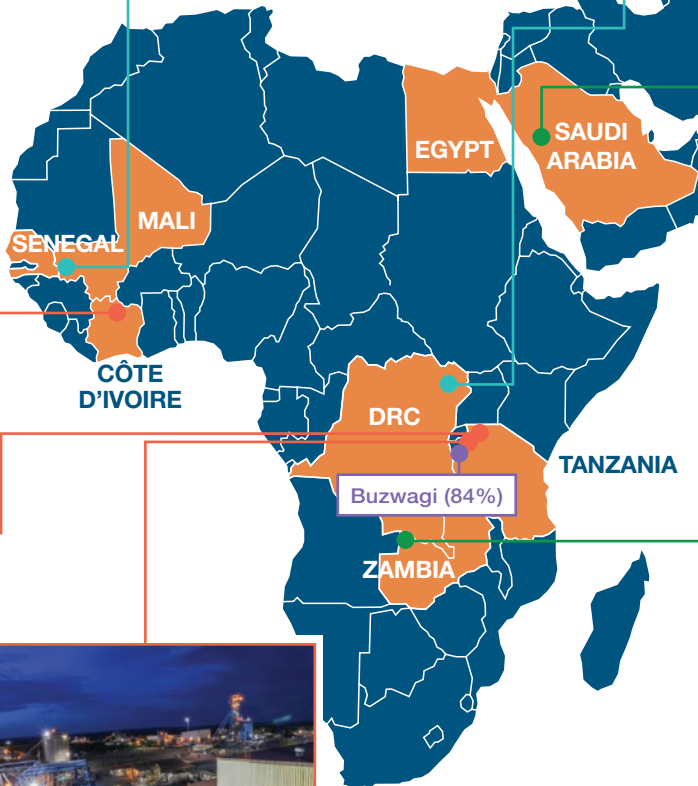 EGYPT
SAUDI
ARABIA
MALI
SENEGAL
CÔTE
D'IVOIRE
DRC
TANZANIA
Buzwagi (84%)
ZAMBIA